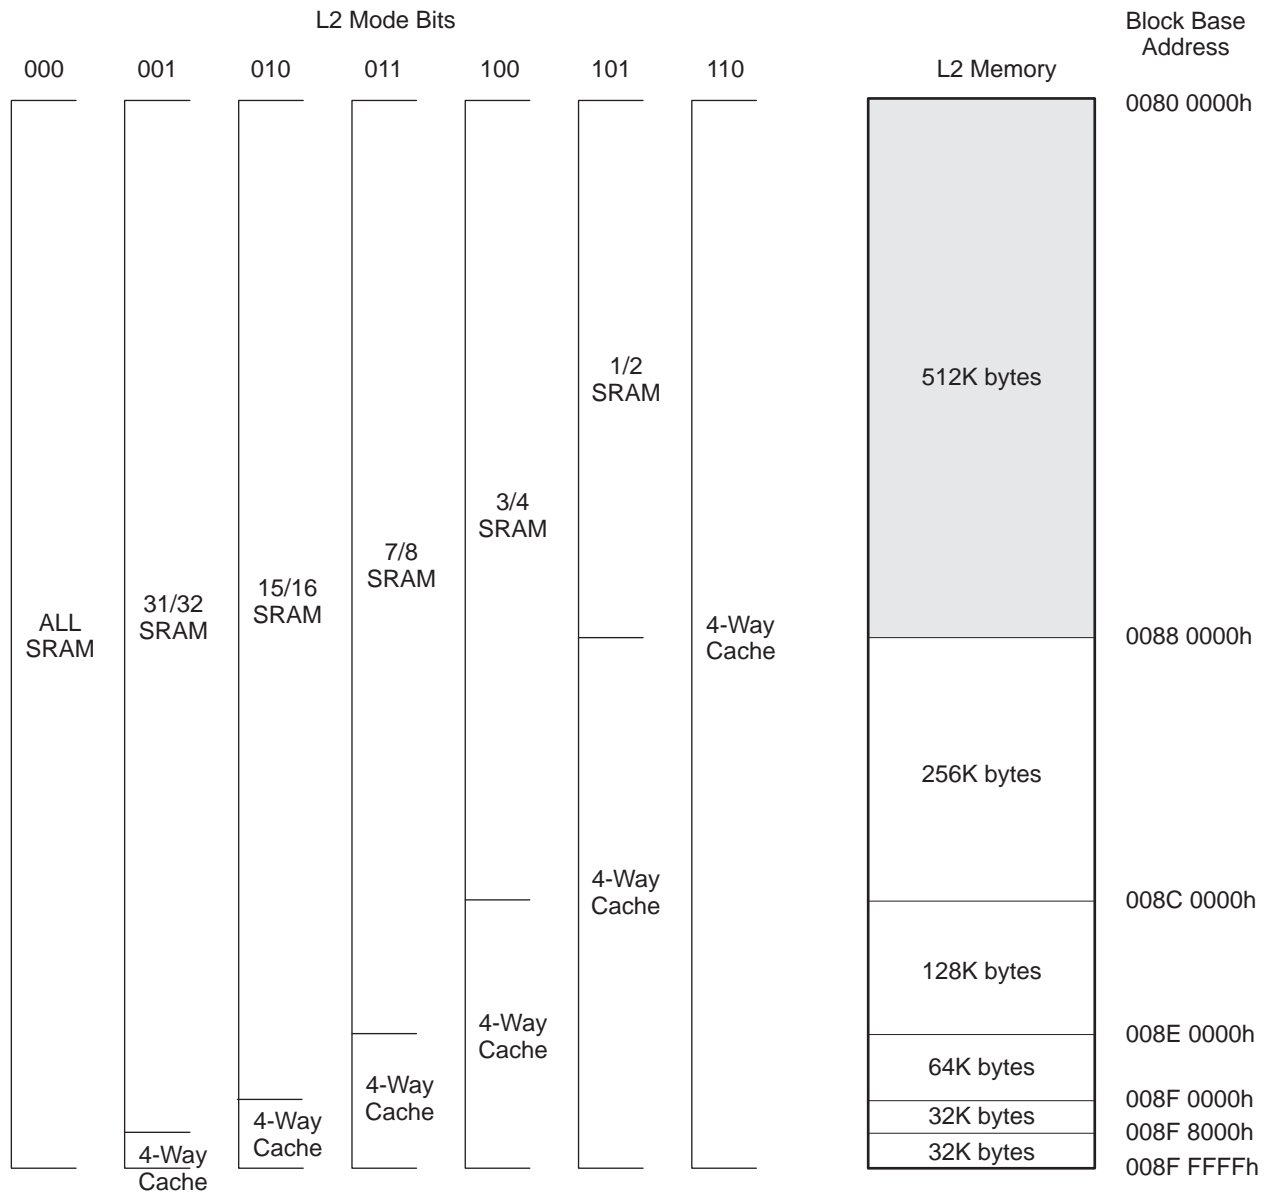 L2 Mode Bits
Block Base
Address
000 001 010 011 100 101 110
L2 Memory
0080 0000h
1/2
SRAM
512K bytes
3/4
SRAM
7/8
SRAM
15/16
SRAM
31/32
SRAM
ALL
SRAM
4-Way
Cache
0088 0000h
256K bytes
4-Way
Cache
008C 0000h
128K bytes
4-Way
Cache
008E 0000h
64K bytes
4-Way
Cache
008F 0000h
32K bytes
4-Way
Cache
008F 8000h
32K bytes
4-Way
Cache
008F FFFFh